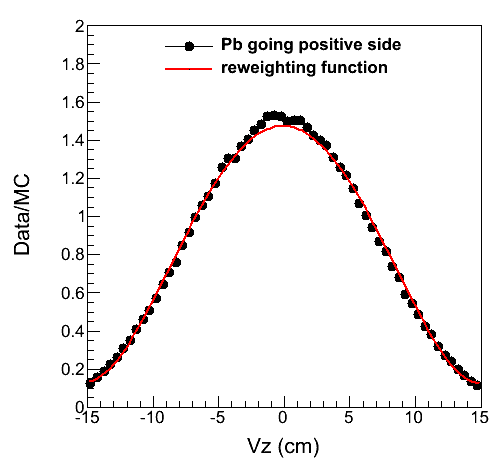 Pb going positive side
reweighting function
Data/MC
2
1.8
1.6
1.4
1.2
1
0.8
0.6
0.4
0.2
0
-15 -10 -5 0 5 10 15
Vz (cm)